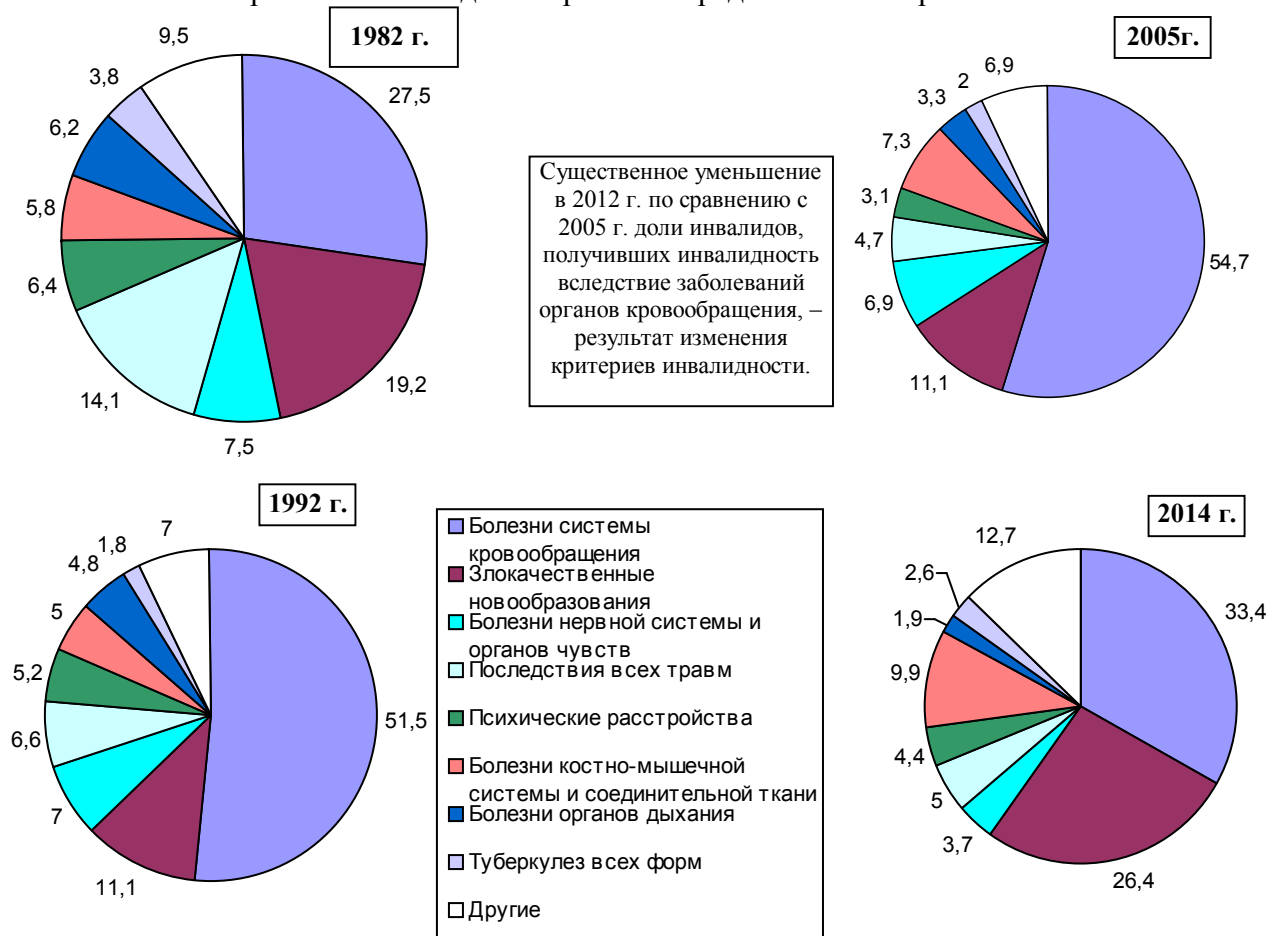 1982 г.
9,5
3,8
6,2
5,8
6,4
14,1
7,5
19,2
27,5
2005г.
6,9
2
3,3
7,3
3,1
4,7
6,9
11,1
54,7
Существенное уменьшение
в 2012 г. по сравнению с
2005 г. доли инвалидов,
получивших инвалидность
вследствие заболеваний
органов кровообращения, –
результат изменения
критериев инвалидности.
1992 г.
7
1,8
4,8
5
5,2
6,6
7
11,1
51,5
Болезни системы
кровообращения
Злокачественные
новообразования
Болезни нервной системы и
органов чувств
Последствия всех травм
Психические расстройства
Болезни костно-мышечной
системы и соединительной ткани
Болезни органов дыхания
Туберкулез всех форм
Другие
2014 г.
12,7
2,6
1,9
9,9
4,4
5
3,7
26,4
33,4